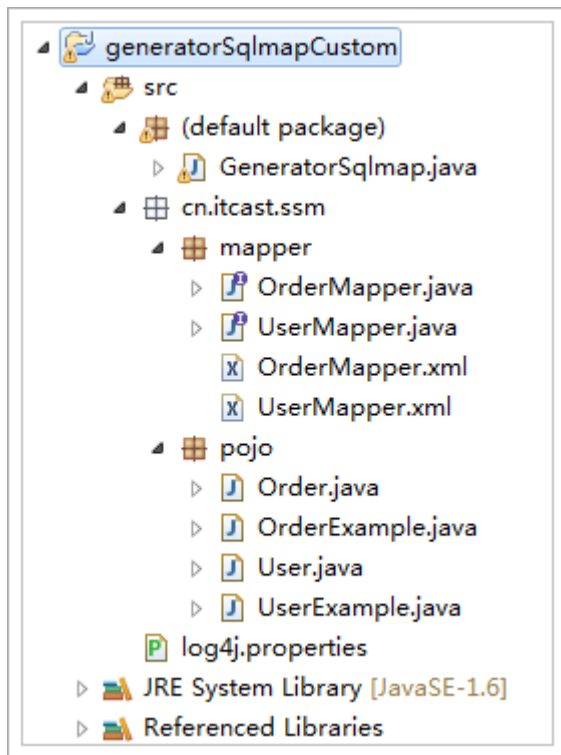 generatorSqlmapCustom
src
(default package)
GeneratorSqlmap.java
cn.itcast.ssm
mapper
OrderMapper.java
UserMapper.java
OrderMapper.xml
UserMapper.xml
pojo
Order.java
OrderExample.java
User.java
UserExample.java
log4j.properties
JRE System Library [JavaSE-1.6]
Referenced Libraries